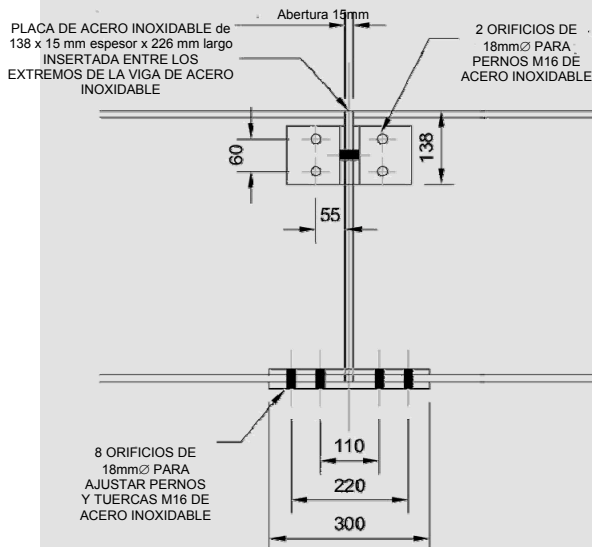 Abertura 15mm
PLACA DE ACERO INOXIDABLE de
138 x 15 mm espesor x 226 mm largo
INSERTADA ENTRE LOS
EXTREMOS DE LA VIGA DE ACERO
INOXIDABLE
2 ORIFICIOS DE
18mm∅ PARA
PERNOS M16 DE
ACERO INOXIDABLE
60
138
55
8 ORIFICIOS DE
18mm∅ PARA
AJUSTAR PERNOS
Y TUERCAS M16 DE
ACERO INOXIDABLE
110
220
300